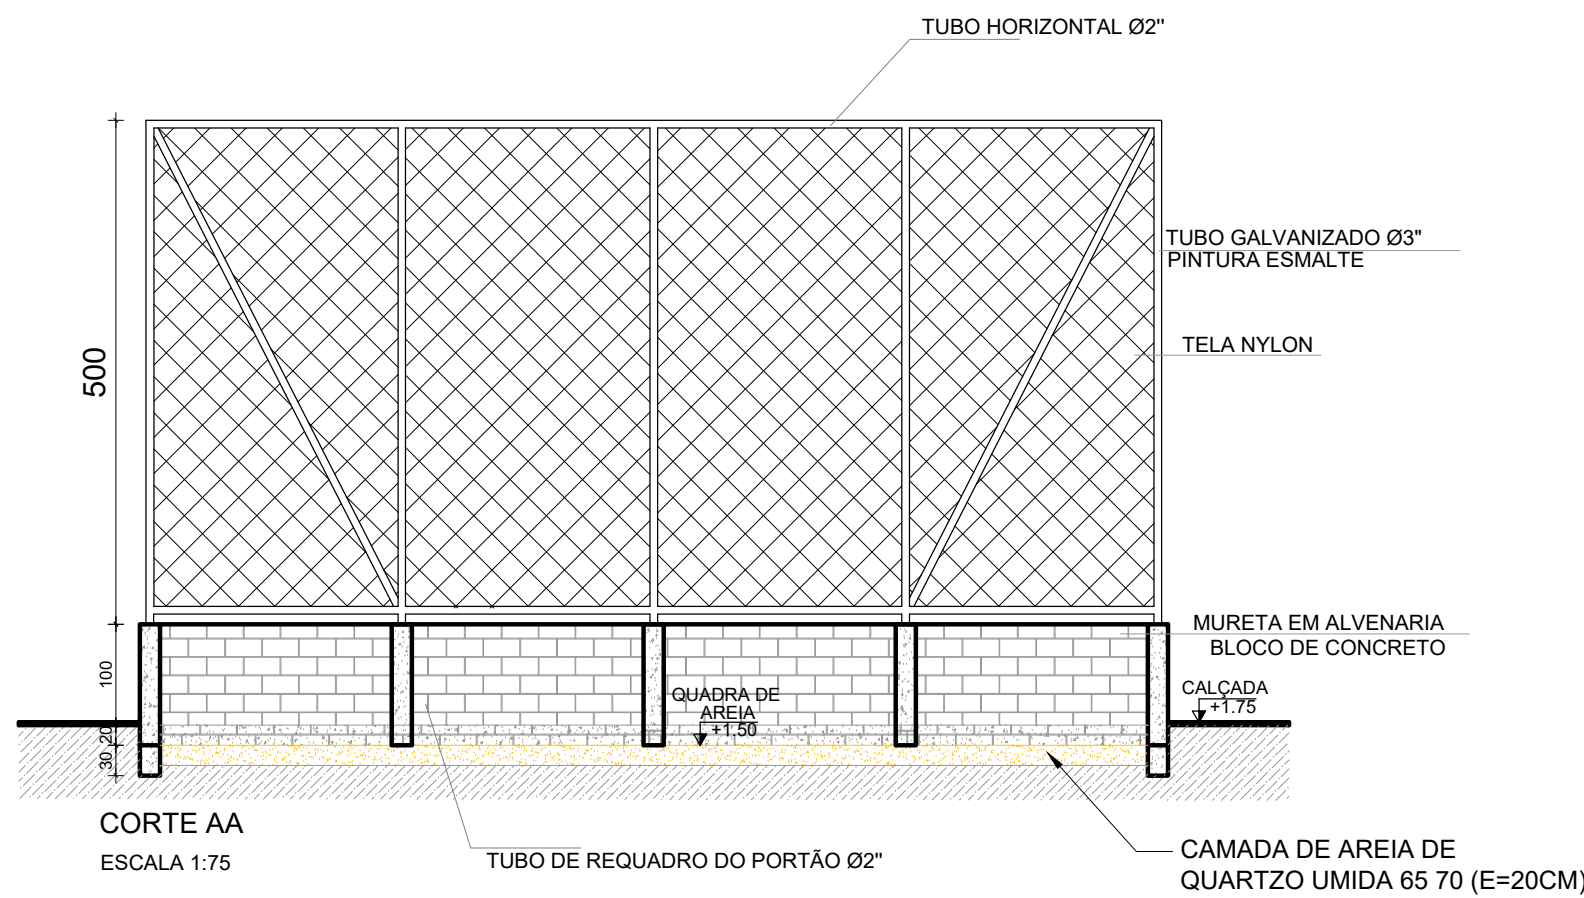 TUBO HORIZONTAL Ø2"
TUBO GALVANIZADO Ø3"
PINTURA ESMALTE
TELA NYLON
500
MURETA EM ALVENARIA
BLOCO DE CONCRETO
100
QUADRA DE
AREIA
+1.50
CALÇADA
+1.75
20
30
CORTE AA
ESCALA 1:75
TUBO DE REQUADRO DO PORTÃO Ø2"
CAMADA DE AREIA DE
QUARTZO UMIDA 65 70 (E=20CM)